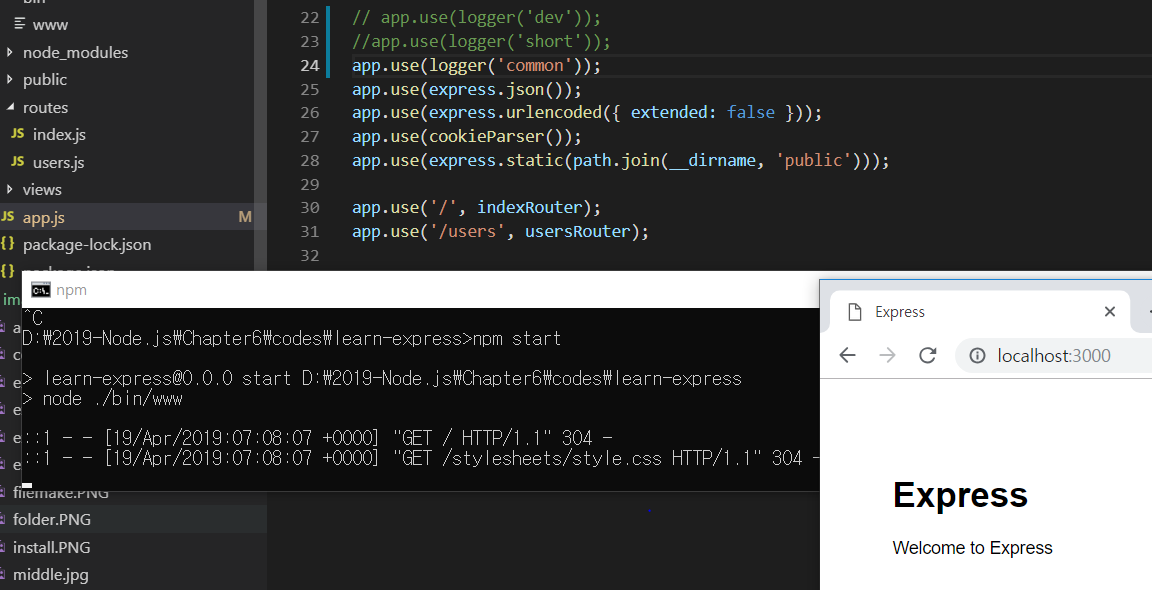 bin
www
node_modules
public
routes
JS index.js
JS users.js
views
JS app.js M
{} package-lock.json
{} package.json
22 // app.use(logger('dev'));
23 //app.use(logger('short'));
24 app.use(logger('common'));
25 app.use(express.json());
26 app.use(express.urlencoded({ extended: false }));
27 app.use(cookieParser());
28 app.use(express.static(path.join(__dirname, 'public')));
29
30 app.use('/', indexRouter);
31 app.use('/users', usersRouter);
32
im
a
c
e
e
e
e
filemake.PNG
folder.PNG
install.PNG
middle.jpg
npm
^C
D:₩2019-Node.js₩Chapter6₩codes₩learn-express>npm start
> learn-express@0.0.0 start D:₩2019-Node.js₩Chapter6₩codes₩learn-express
> node ./bin/www
::1 - - [19/Apr/2019:07:08:07 +0000] "GET / HTTP/1.1" 304 -
::1 - - [19/Apr/2019:07:08:07 +0000] "GET /stylesheets/style.css HTTP/1.1" 304 -
Express
localhost:3000
Express
Welcome to Express